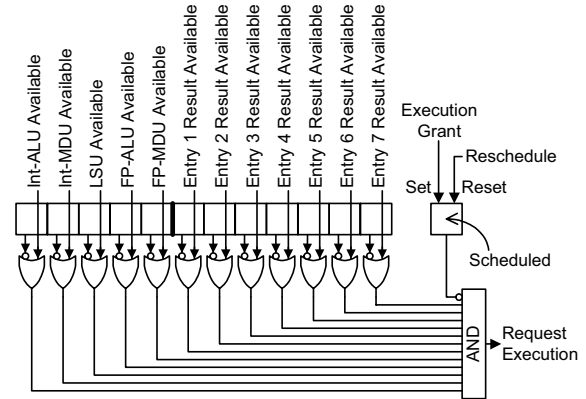 Int-ALU Available
Int-MDU Available
LSU Available
FP-ALU Available
FP-MDU Available
Entry 1 Result Available
Entry 2 Result Available
Entry 3 Result Available
Entry 4 Result Available
Entry 5 Result Available
Entry 6 Result Available
Entry 7 Result Available
Execution
Grant
Reschedule
Set
Reset
Scheduled
AND
Request
Execution